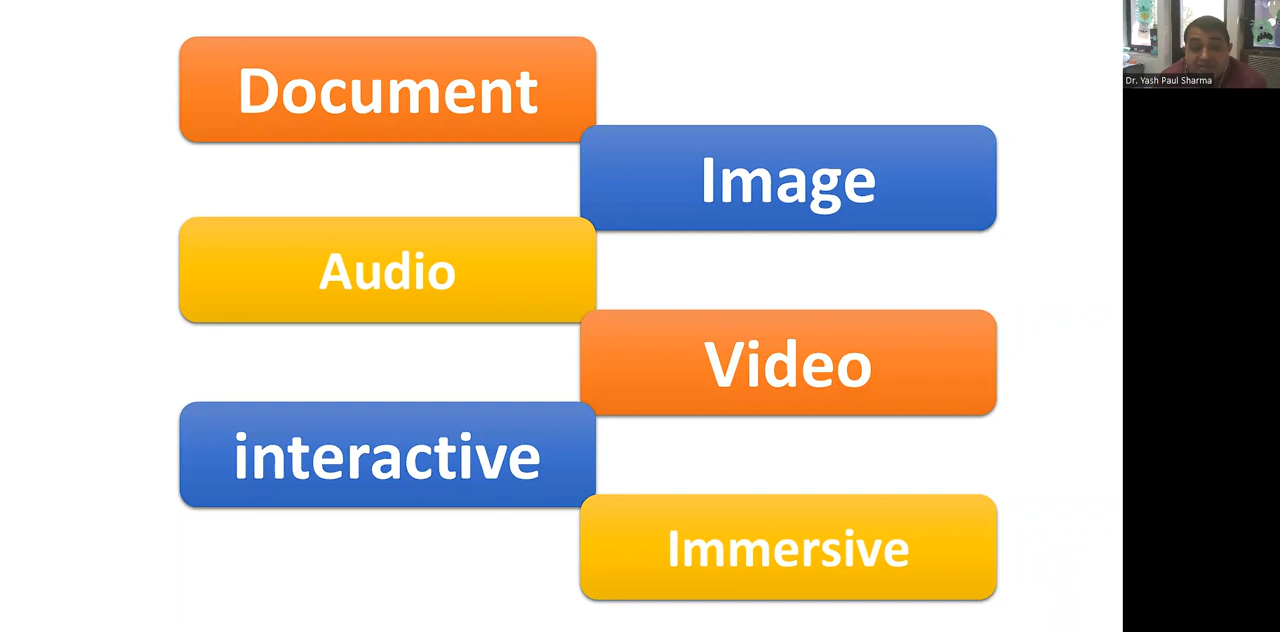 Document
Image
Audio
Video
interactive
Immersive
Dr. Yash Paul Sharma